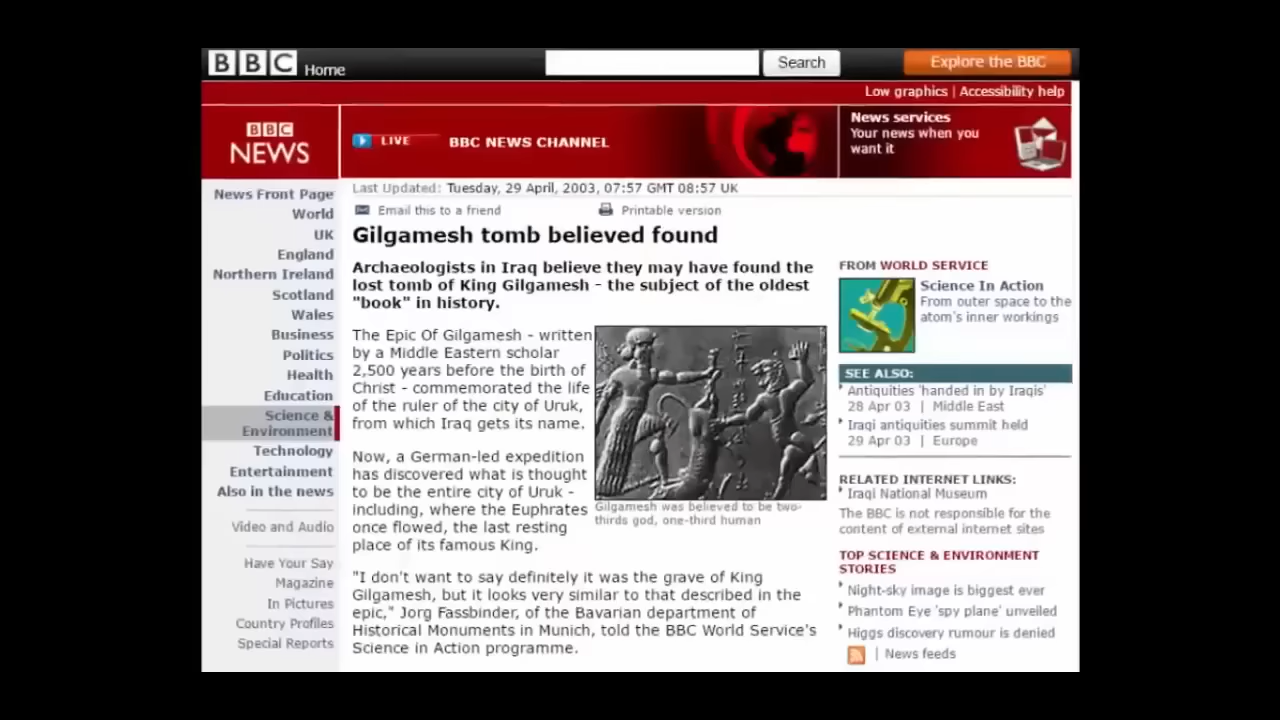 BBC Home
Search
Explore the BBC
Low graphics | Accessibility help
BBC
NEWS
LIVE BBC NEWS CHANNEL
News services
Your news when you
want it
News Front Page
World
UK
England
Northern Ireland
Scotland
Wales
Business
Politics
Health
Education
Science &
Environment
Technology
Entertainment
Also in the news
Video and Audio
Have Your Say
Magazine
In Pictures
Country Profiles
Special Reports
Last Updated: Tuesday, 29 April, 2003, 07:57 GMT 08:57 UK
Email this to a friend
Printable version
Gilgamesh tomb believed found
Archaeologists in Iraq believe they may have found the
lost tomb of King Gilgamesh - the subject of the oldest
"book" in history.
The Epic Of Gilgamesh - written
by a Middle Eastern scholar
2,500 years before the birth of
Christ - commemorated the life
of the ruler of the city of Uruk,
from which Iraq gets its name.
Now, a German-led expedition
has discovered what is thought
to be the entire city of Uruk -
including, where the Euphrates
once flowed, the last resting
place of its famous King.
Gilgamesh was believed to be two-
thirds god, one-third human
"I don't want to say definitely it was the grave of King
Gilgamesh, but it looks very similar to that described in the
epic," Jorg Fassbinder, of the Bavarian department of
Historical Monuments in Munich, told the BBC World Service's
Science in Action programme.
FROM WORLD SERVICE
Science In Action
From outer space to the
atom's inner workings
SEE ALSO:
Antiquities 'handed in by Iraqis'
28 Apr 03 | Middle East
Iraqi antiquities summit held
29 Apr 03 | Europe
RELATED INTERNET LINKS:
Iraqi National Museum
The BBC is not responsible for the
content of external internet sites
TOP SCIENCE & ENVIRONMENT
STORIES
Night-sky image is biggest ever
Phantom Eye 'spy plane' unveiled
Higgs discovery rumour is denied
| News feeds